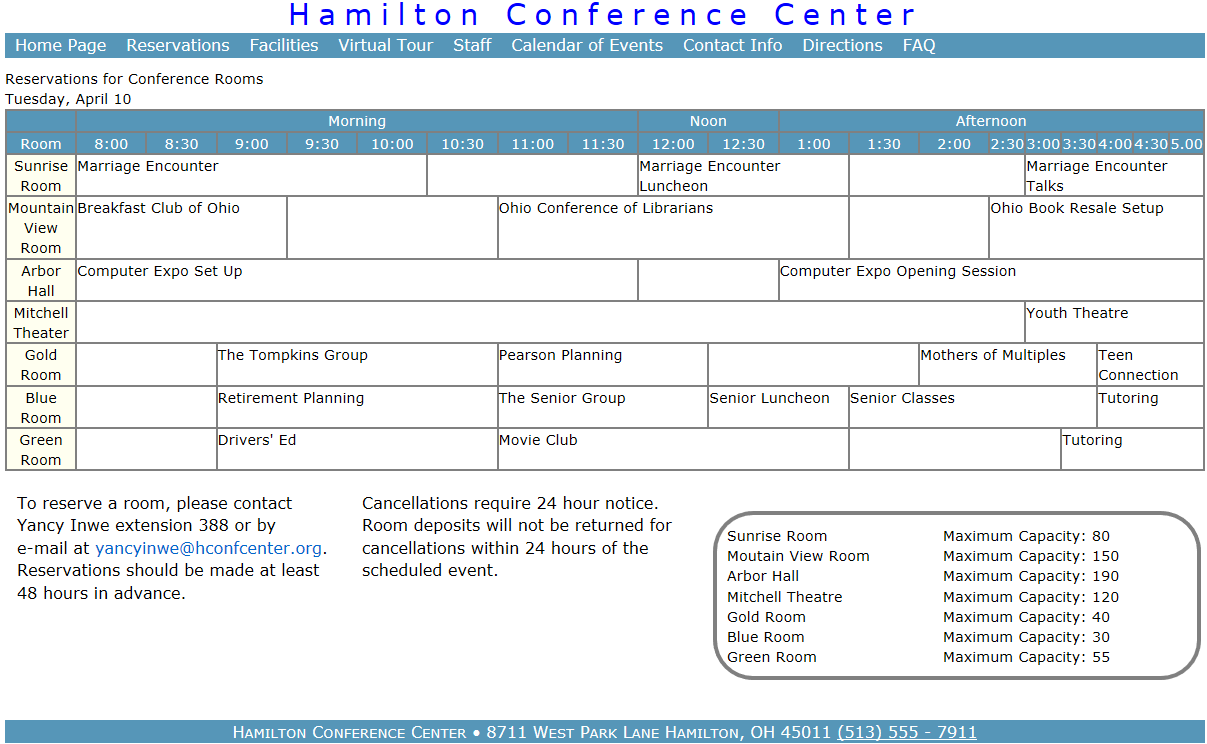 Hamilton Conference Center
Home Page Reservations Facilities Virtual Tour Staff Calendar of Events Contact Info Directions FAQ
Reservations for Conference Rooms
Tuesday, April 10
Morning Noon Afternoon
Room 8:00 8:30 9:00 9:30 10:00 10:30 11:00 11:30 12:00 12:30 1:00 1:30 2:00 2:30 3:00 3:30 4:00 4:30 5.00
Sunrise Marriage Encounter Marriage Encounter Marriage Encounter
Room Luncheon Talks
Mountain Breakfast Club of Ohio Ohio Conference of Librarians Ohio Book Resale Setup
View
Room
Arbor Computer Expo Set Up Computer Expo Opening Session
Hall
Mitchell Youth Theatre
Theater
Gold The Tompkins Group Pearson Planning Mothers of Multiples Teen
Room Connection
Blue Retirement Planning The Senior Group Senior Luncheon Senior Classes Tutoring
Room
Green Drivers' Ed Movie Club Tutoring
Room
To reserve a room, please contact
Yancy Inwe extension 388 or by
e-mail at yancyinwe@hconfcenter.org.
Reservations should be made at least
48 hours in advance.
Cancellations require 24 hour notice.
Room deposits will not be returned for
cancellations within 24 hours of the
scheduled event.
Sunrise Room Maximum Capacity: 80
Moutain View Room Maximum Capacity: 150
Arbor Hall Maximum Capacity: 190
Mitchell Theatre Maximum Capacity: 120
Gold Room Maximum Capacity: 40
Blue Room Maximum Capacity: 30
Green Room Maximum Capacity: 55
Hamilton Conference Center • 8711 West Park Lane Hamilton, OH 45011 (513) 555 - 7911